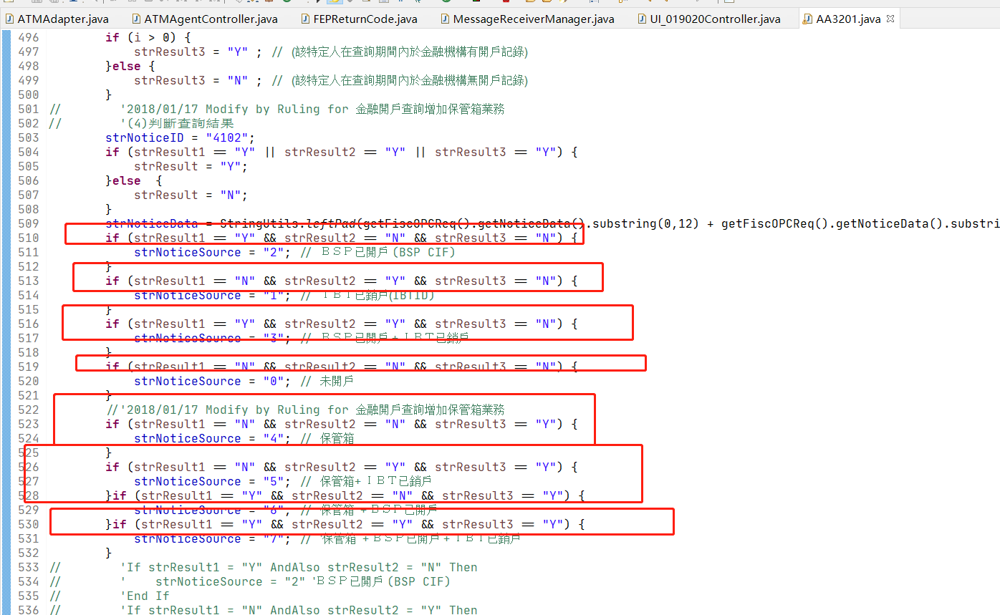 ATMAdapter.java ATMAgentController.java FEPReturnCode.java MessageReceiverManager.java UI_019020Controller.java AA3201.java
496 if (i > 0) {
497 strResult3 = "Y" ; // (該特定人在查詢期間內於金融機構有開戶記錄)
498 }else {
499 strResult3 = "N" ; // (該特定人在查詢期間內於金融機構無開戶記錄)
500 }
501 // '2018/01/17 Modify by Ruling for 金融開戶查詢增加保管箱業務
502 // '(4)判斷查詢結果
503 strNoticeID = "4102";
504 if (strResult1 == "Y" || strResult2 == "Y" || strResult3 == "Y") {
505 strResult = "Y";
506 }else {
507 strResult = "N";
508 }
509 strNoticeData = StringUtils.leftPad(getFiscOPCReq().getNoticeData().substring(0,12) + getFiscOPCReq().getNoticeData().substri
510 if (strResult1 == "Y" && strResult2 == "N" && strResult3 == "N") {
511 strNoticeSource = "2"; // ＢＳＰ已開戶 (BSP CIF)
512 }
513 if (strResult1 == "N" && strResult2 == "Y" && strResult3 == "N") {
514 strNoticeSource = "1"; // ＩＢＴ已銷戶(IBTID)
515 }
516 if (strResult1 == "Y" && strResult2 == "Y" && strResult3 == "N") {
517 strNoticeSource = "3"; // ＢＳＰ已開戶+ＩＢＴ已銷戶
518 }
519 if (strResult1 == "N" && strResult2 == "N" && strResult3 == "N") {
520 strNoticeSource = "0"; // 未開戶
521 }
522 //'2018/01/17 Modify by Ruling for 金融開戶查詢增加保管箱業務
523 if (strResult1 == "N" && strResult2 == "N" && strResult3 == "Y") {
524 strNoticeSource = "4"; // 保管箱
525 }
526 if (strResult1 == "N" && strResult2 == "Y" && strResult3 == "Y") {
527 strNoticeSource = "5"; // 保管箱+ＩＢＴ已銷戶
528 }if (strResult1 == "Y" && strResult2 == "N" && strResult3 == "Y") {
529 strNoticeSource = "6"; // 保管箱 +ＢＳＰ已開戶
530 }if (strResult1 == "Y" && strResult2 == "Y" && strResult3 == "Y") {
531 strNoticeSource = "7"; // 保管箱 +ＢＳＰ已開戶+ＩＢＴ已銷戶
532 }
533 // 'If strResult1 = "Y" AndAlso strResult2 = "N" Then
534 // ' strNoticeSource = "2" 'ＢＳＰ已開戶 (BSP CIF)
535 // 'End If
536 // 'If strResult1 = "N" AndAlso strResult2 = "Y" Then